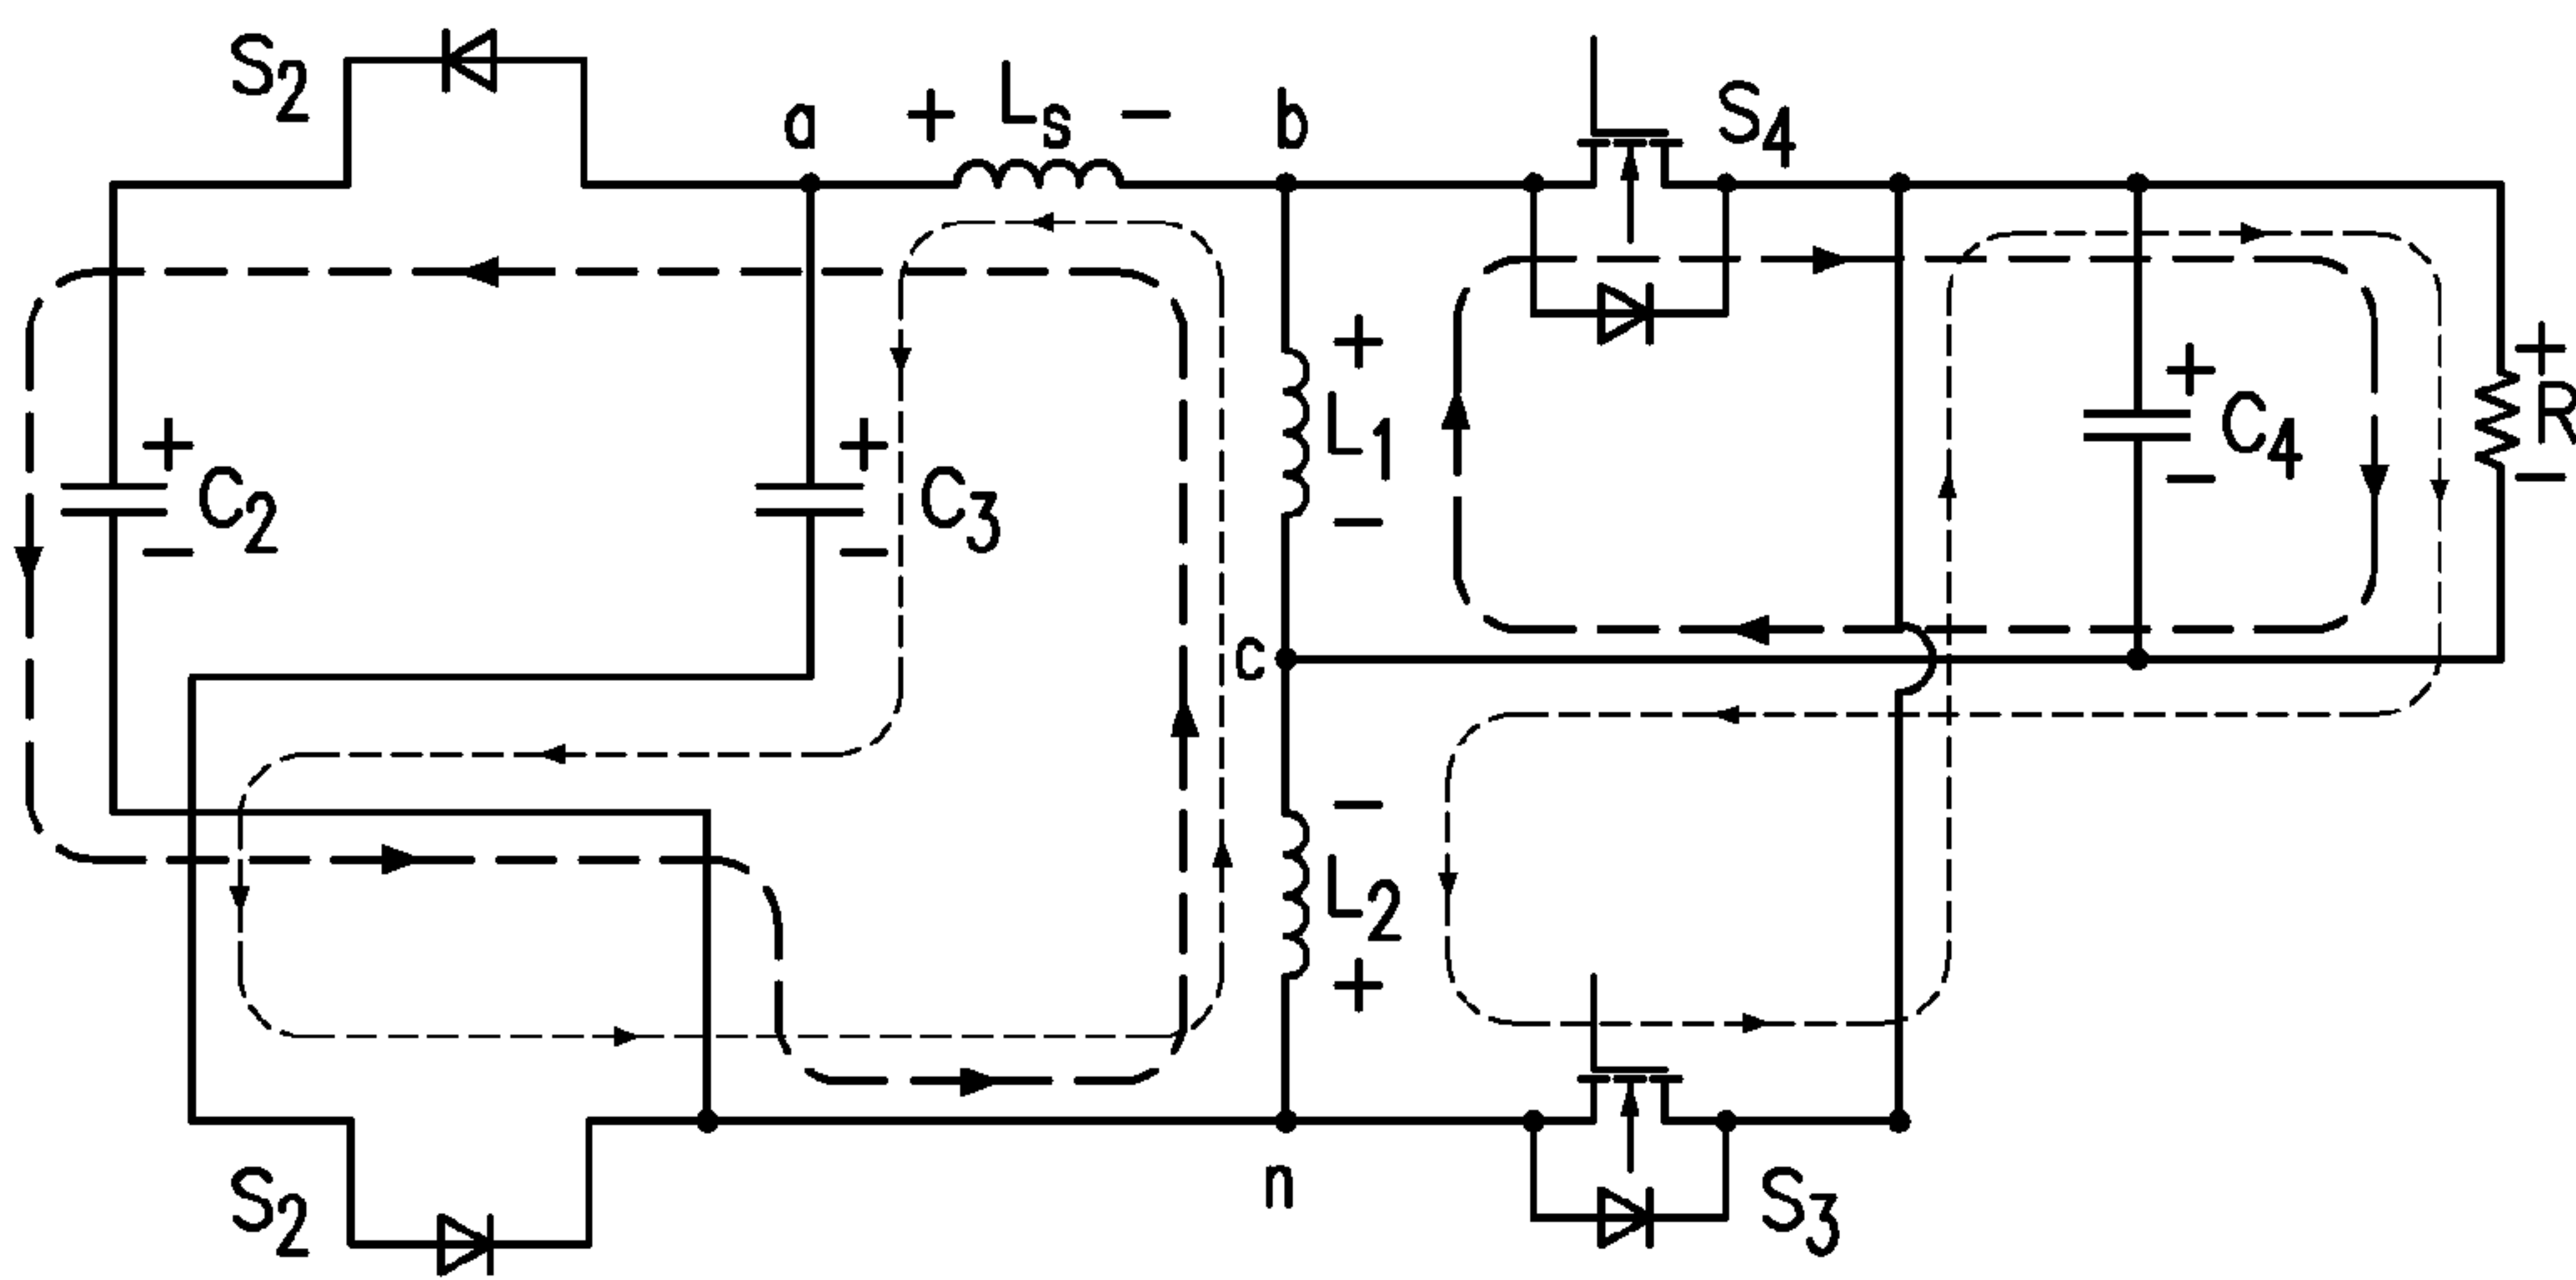 S2
a
+ Ls −
b
S4
+
C2
−
+
C3
−
+
L1
−
+
C4
−
+
R
−
c
−
L2
+
n
S2
S3